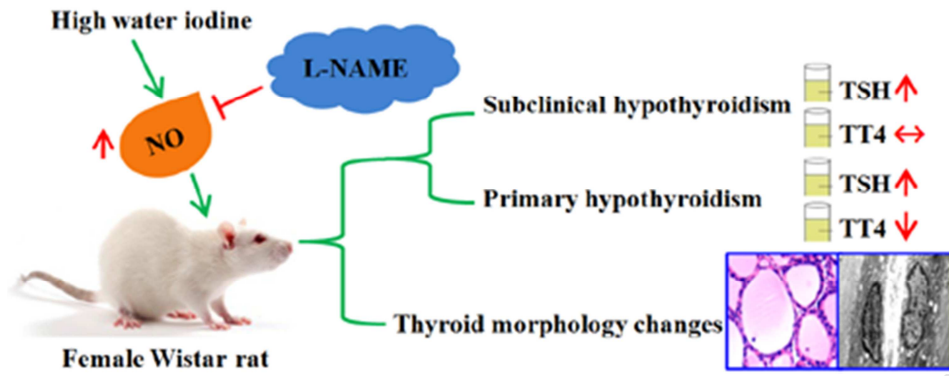 High water iodine
L-NAME
NO
Subclinical hypothyroidism
TSH
TT4
Primary hypothyroidism
TSH
TT4
Thyroid morphology changes
Female Wistar rat